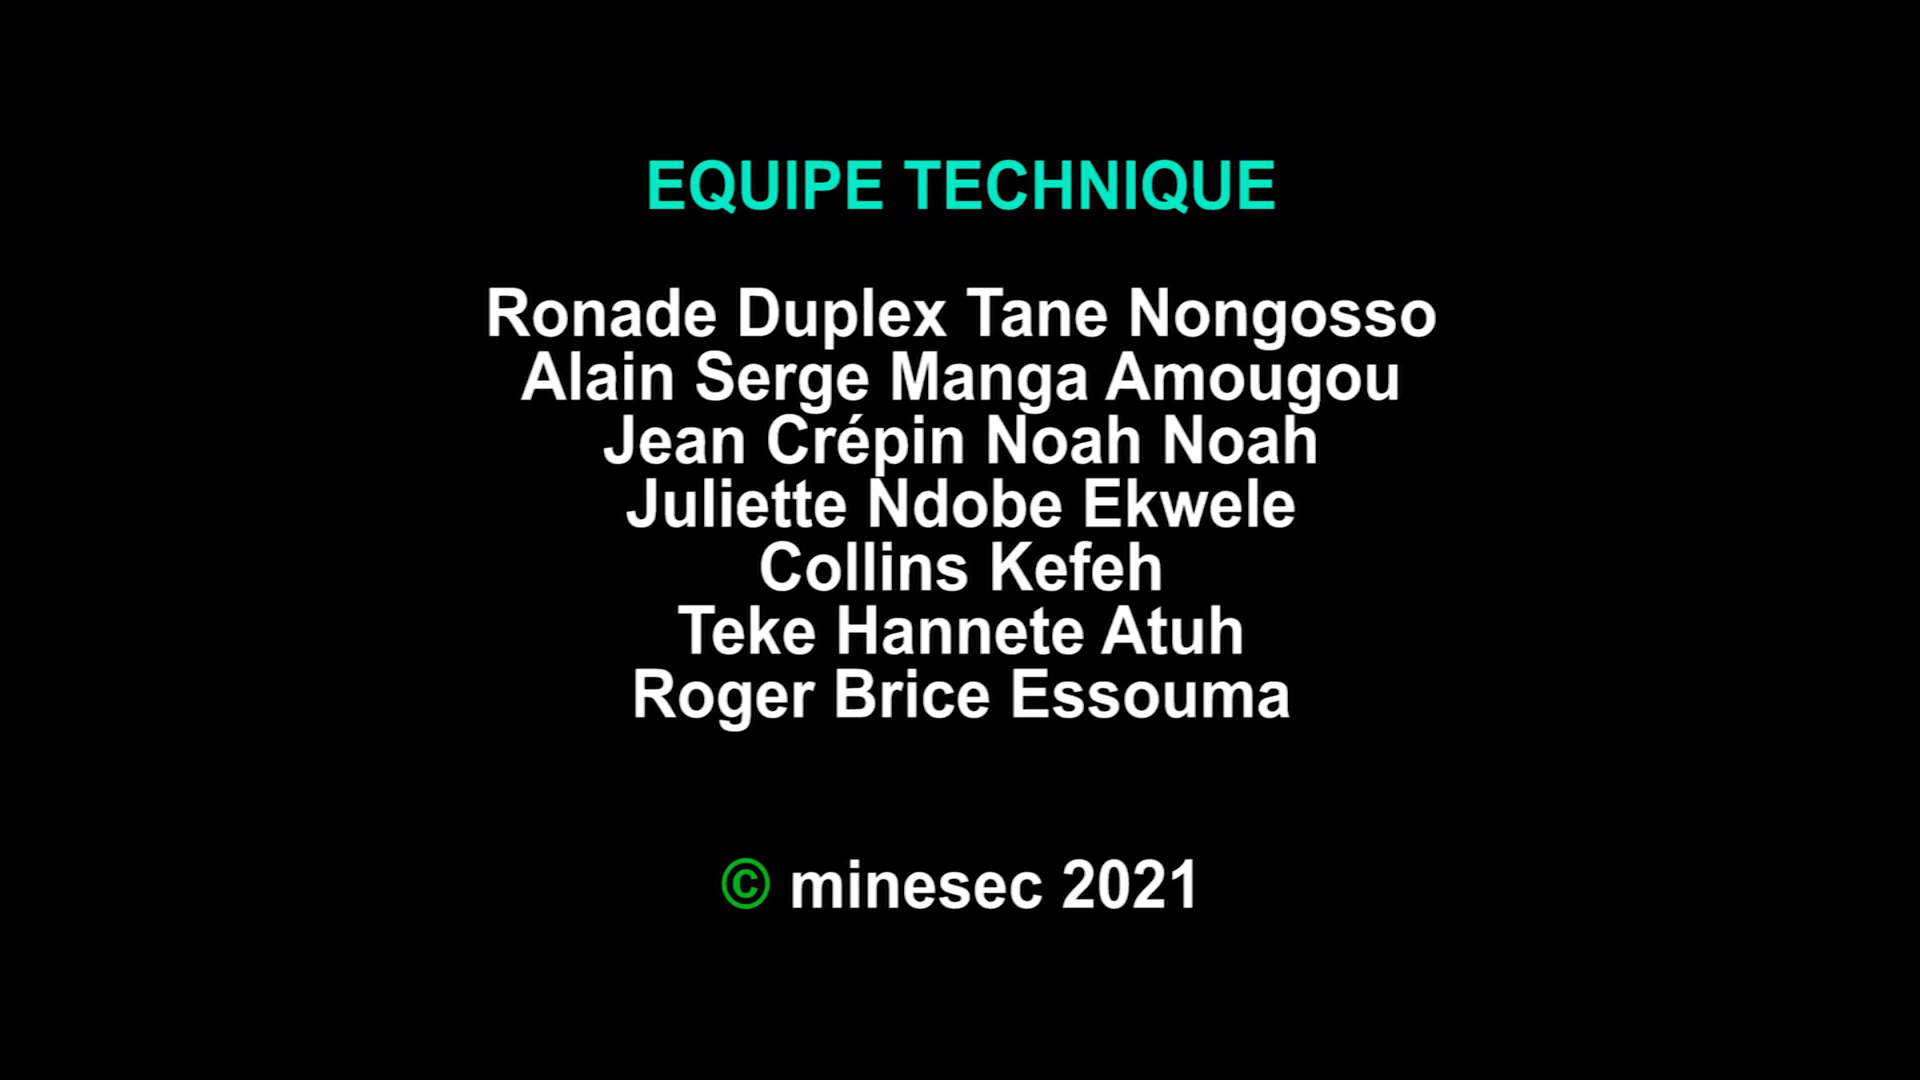 EQUIPE TECHNIQUE
Ronade Duplex Tane Nongosso
Alain Serge Manga Amougou
Jean Crépin Noah Noah
Juliette Ndobe Ekwele
Collins Kefeh
Teke Hannete Atuh
Roger Brice Essouma
© minesec 2021